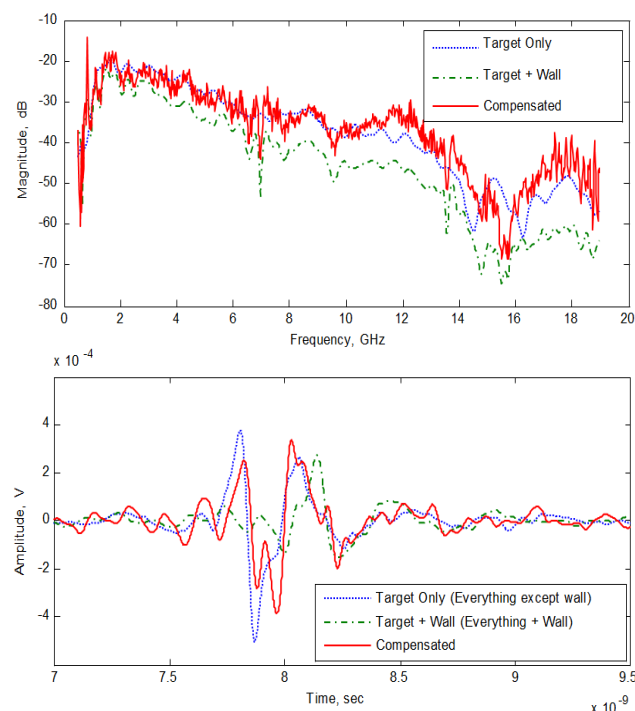 -10
-20
-30
-40
-50
-60
-70
-80
Magnitude, dB
Target Only
Target + Wall
Compensated
0 2 4 6 8 10 12 14 16 18 20
Frequency, GHz
x 10 -4
4
2
0
-2
-4
Amplitude, V
Target Only (Everything except wall)
Target + Wall (Everything + Wall)
Compensated
7 7.5 8 8.5 9 9.5
Time, sec
x 10 -9